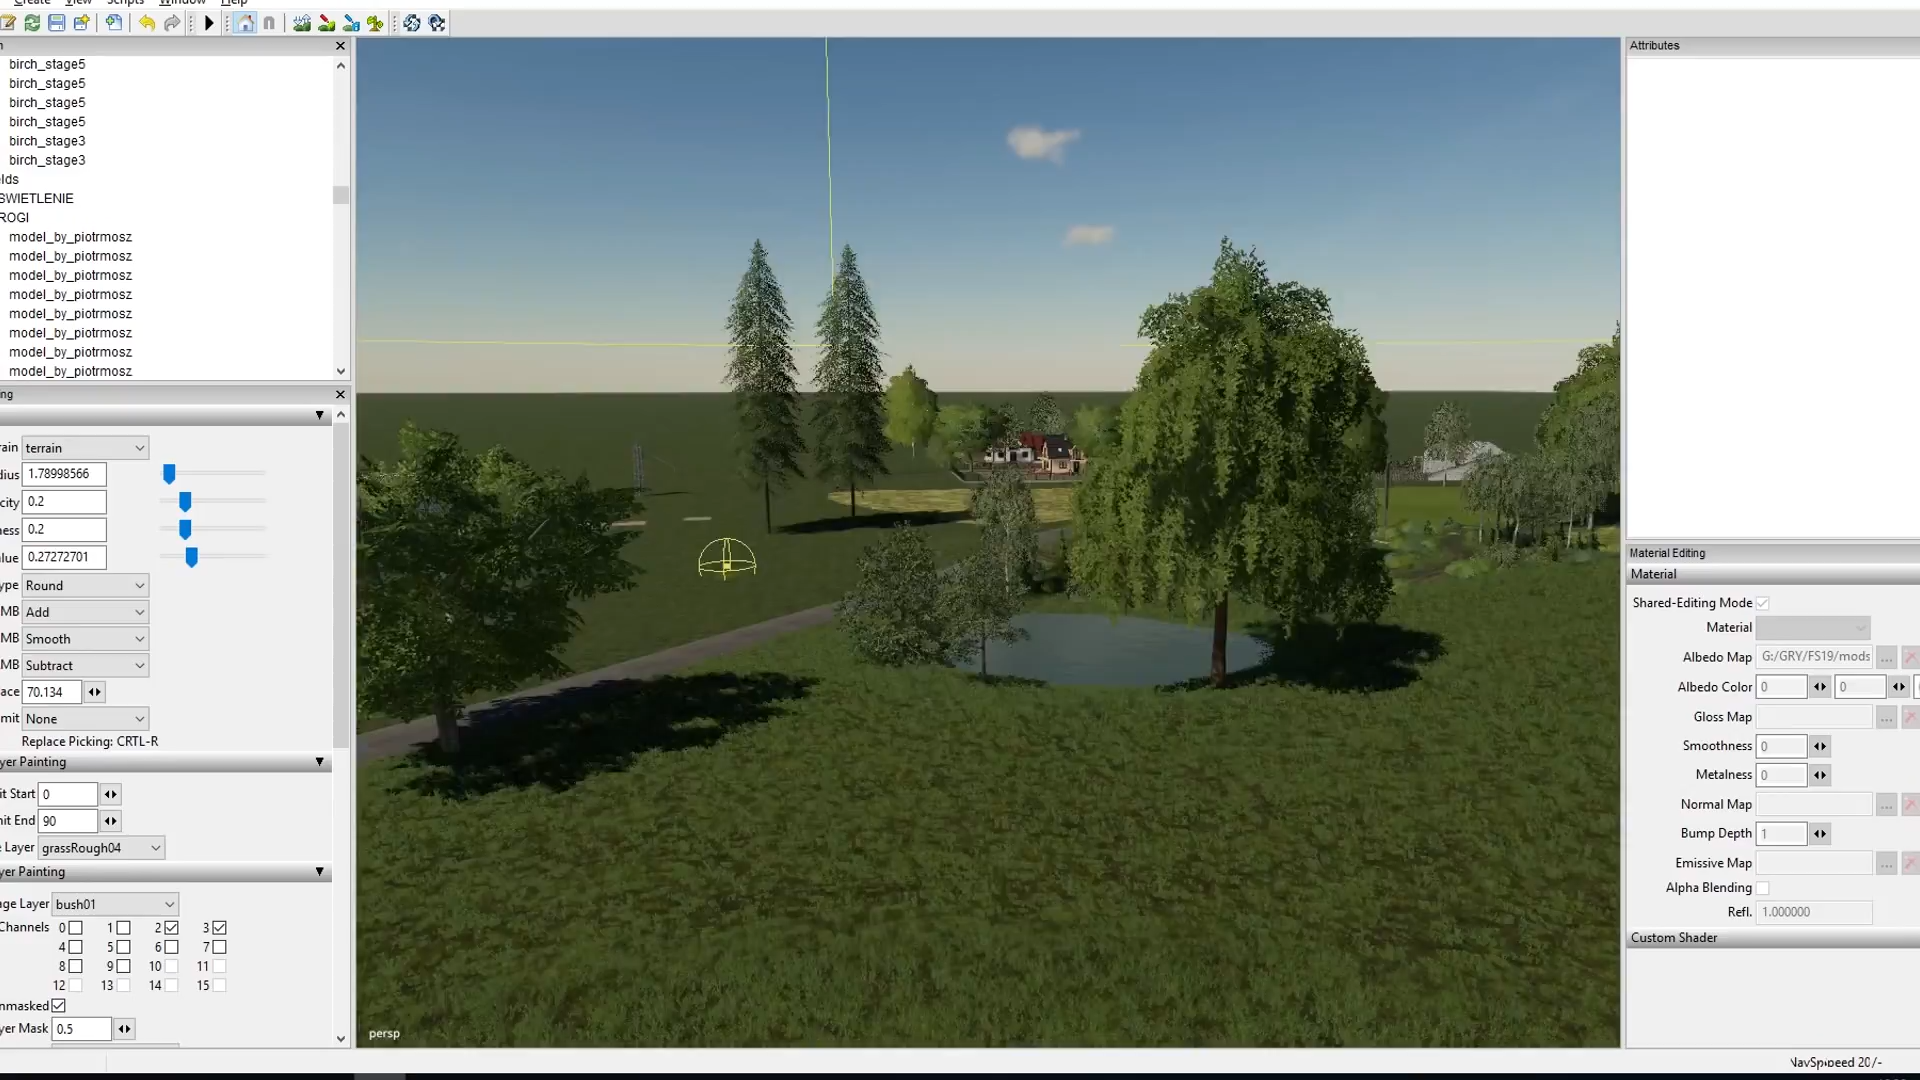 Create View Scripts Window Help
birch_stage5
birch_stage5
birch_stage5
birch_stage5
birch_stage3
birch_stage3
elds
SWIETLENIE
ROGI
model_by_piotrmosz
model_by_piotrmosz
model_by_piotrmosz
model_by_piotrmosz
model_by_piotrmosz
model_by_piotrmosz
model_by_piotrmosz
model_by_piotrmosz
ng
rain terrain
dius 1.78998566
city 0.2
ness 0.2
lue 0.27272701
ype Round
MB Add
MB Smooth
MB Subtract
ace 70.134
mit None
Replace Picking: CRTL-R
yer Painting
it Start 0
nit End 90
e Layer grassRough04
yer Painting
age Layer bush01
Channels 0 1 2 3
4 5 6 7
8 9 10 11
12 13 14 15
nmasked
yer Mask 0.5
persp
Attributes
Material Editing
Material
Shared-Editing Mode
Material
Albedo Map G:/GRY/FS19/mods ...
Albedo Color 0 0
Gloss Map ...
Smoothness 0
Metalness 0
Normal Map ...
Bump Depth 1
Emissive Map ...
Alpha Blending
Refl. 1.000000
Custom Shader